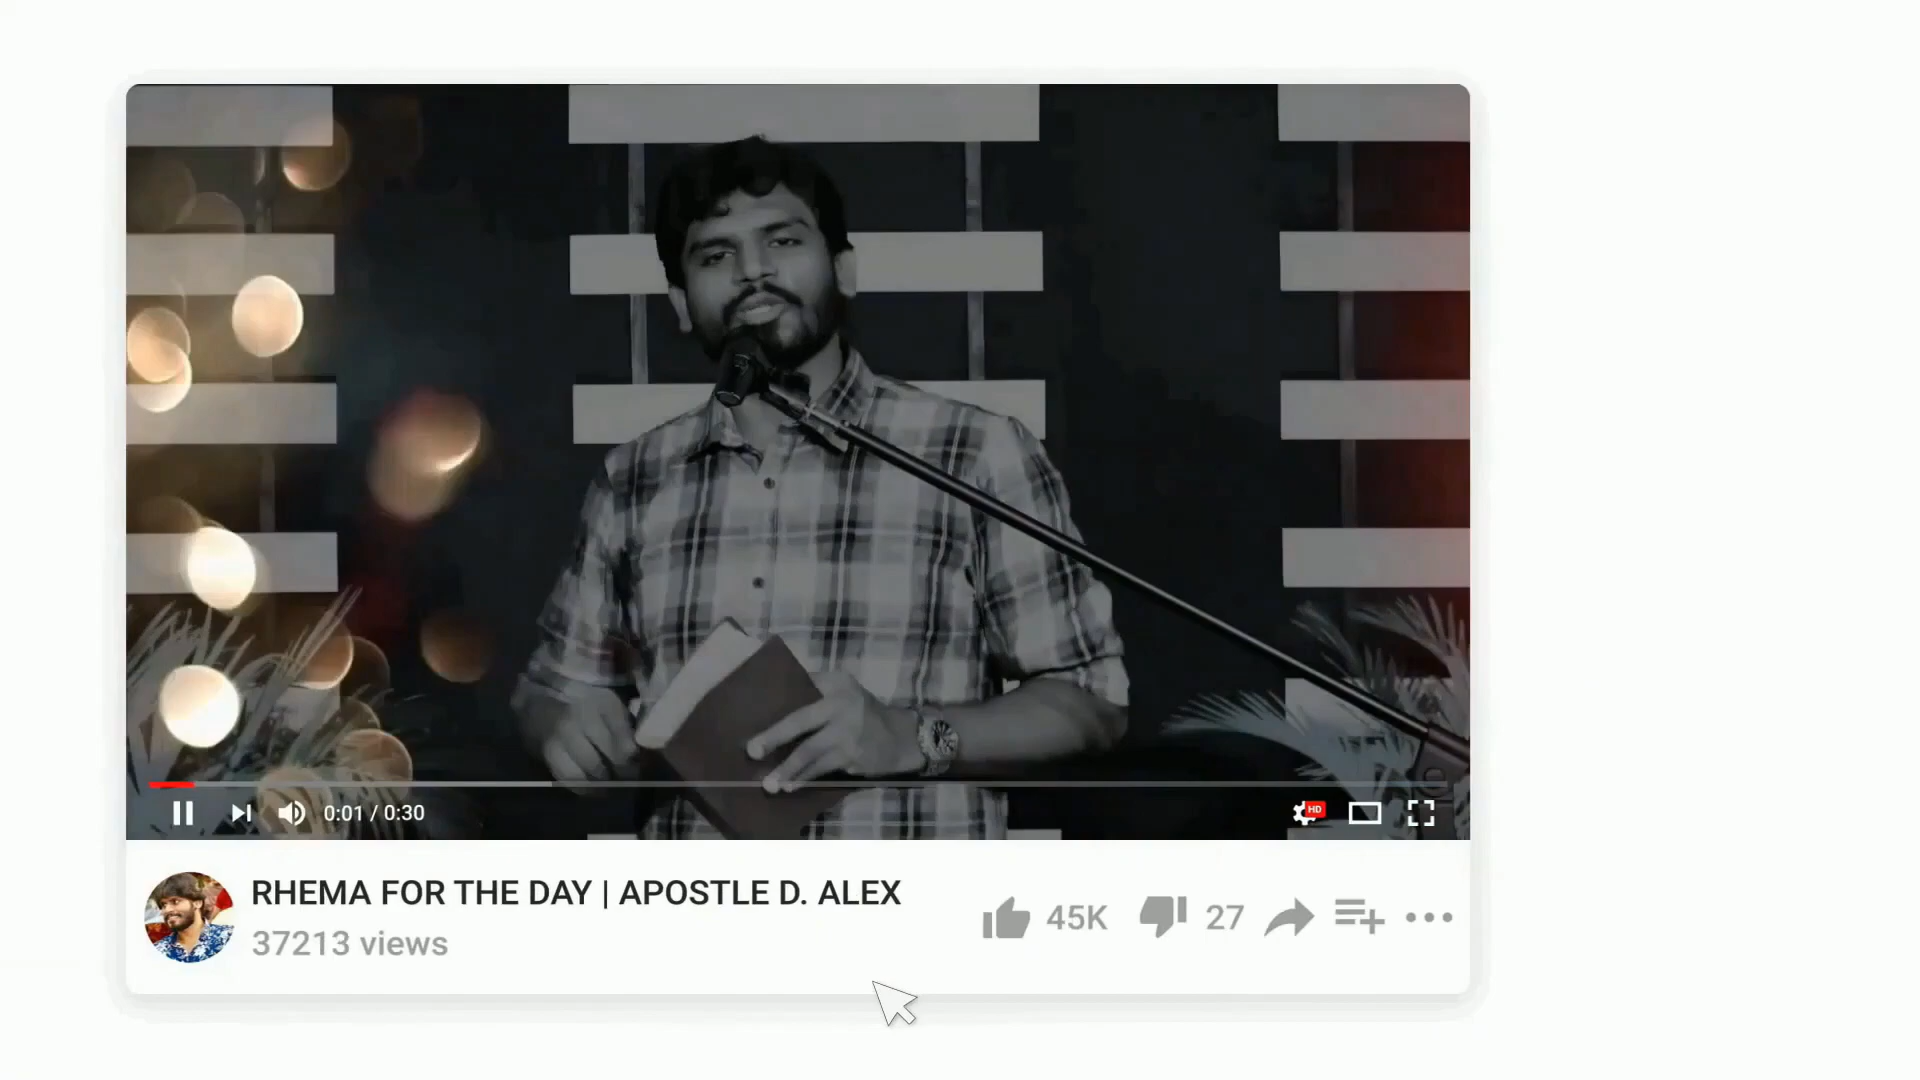 0:01 / 0:30
HD
RHEMA FOR THE DAY | APOSTLE D. ALEX
37213 views
45K
27